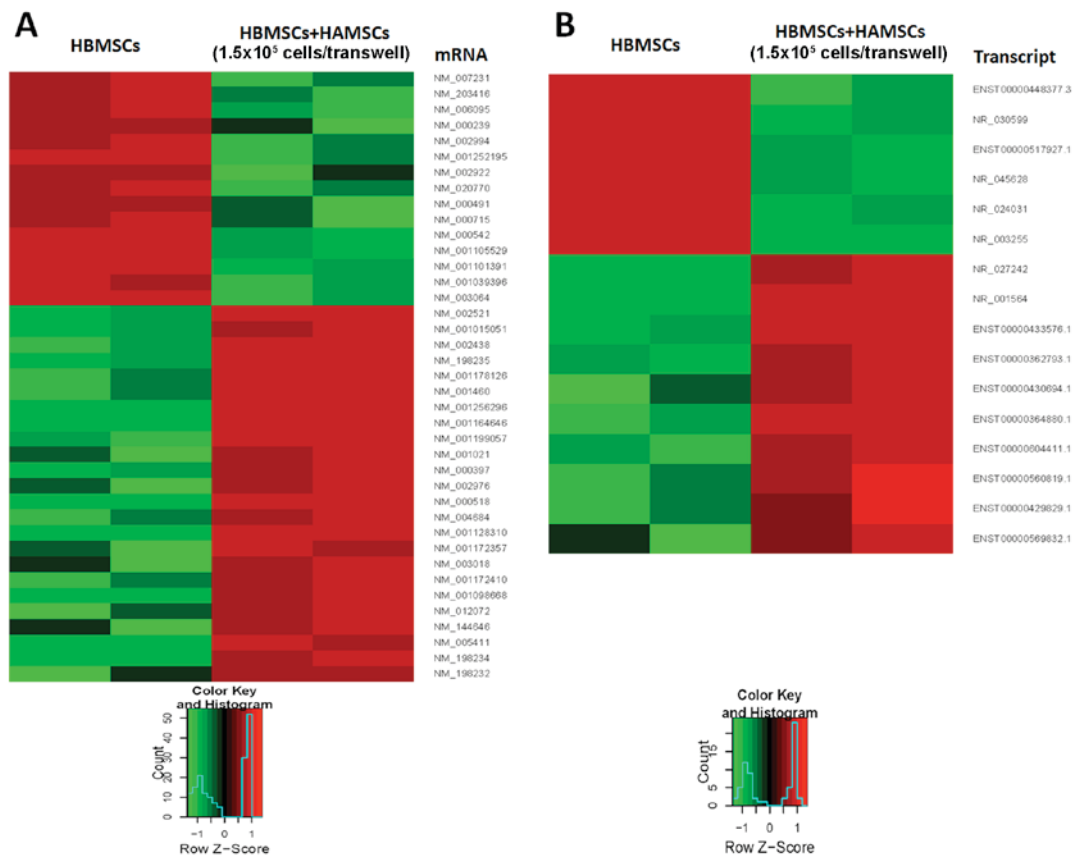 A
HBMSCs
HBMSCs+HAMSCs
(1.5x10⁵ cells/transwell)
mRNA
NM_007231
NM_203416
NM_006095
NM_000239
NM_002994
NM_001252195
NM_002922
NM_020770
NM_000491
NM_000715
NM_000542
NM_001105529
NM_001101391
NM_001039396
NM_003064
NM_002521
NM_001015051
NM_002438
NM_198235
NM_001178126
NM_001460
NM_001256296
NM_001164646
NM_001199057
NM_001021
NM_000397
NM_002976
NM_000518
NM_004684
NM_001128310
NM_001172357
NM_003018
NM_001172410
NM_001098668
NM_012072
NM_144646
NM_005411
NM_198234
NM_198232
Color Key
and Histogram
Count
0 10 20 30 40 50
−1 0 1
Row Z−Score
B
HBMSCs
HBMSCs+HAMSCs
(1.5x10⁵ cells/transwell)
Transcript
ENST00000448377.3
NR_030599
ENST00000517927.1
NR_045628
NR_024031
NR_003255
NR_027242
NR_001564
ENST00000433576.1
ENST00000362793.1
ENST00000430694.1
ENST00000364880.1
ENST00000604411.1
ENST00000560819.1
ENST00000429829.1
ENST00000569832.1
Color Key
and Histogram
Count
0 5 15
−1 0 1
Row Z−Score